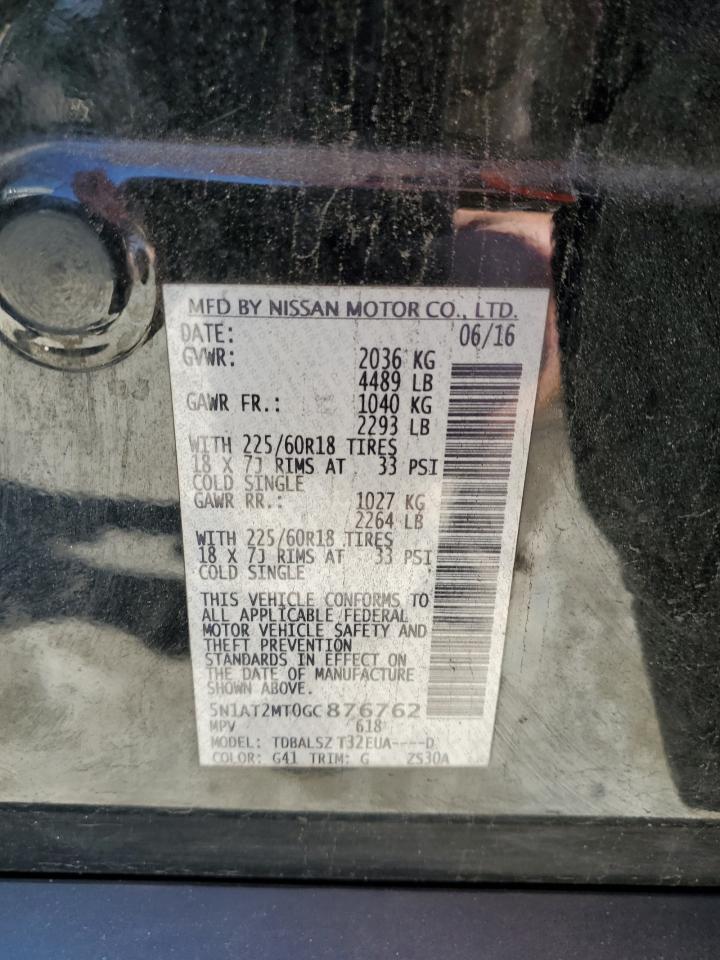 MFD BY NISSAN MOTOR CO., LTD.
DATE: 06/16
GVWR: 2036 KG
4489 LB
GAWR FR.: 1040 KG
2293 LB
WITH 225/60R18 TIRES
18 X 7J RIMS AT 33 PSI
COLD SINGLE
GAWR RR.: 1027 KG
2264 LB
WITH 225/60R18 TIRES
18 X 7J RIMS AT 33 PSI
COLD SINGLE
THIS VEHICLE CONFORMS TO
ALL APPLICABLE FEDERAL
MOTOR VEHICLE SAFETY AND
THEFT PREVENTION
STANDARDS IN EFFECT ON
THE DATE OF MANUFACTURE
SHOWN ABOVE.
5N1AT2MT0GC876762
MPV 618
MODEL: TDBALSZ T32EUA----D
COLOR: G41 TRIM: G ZS30A